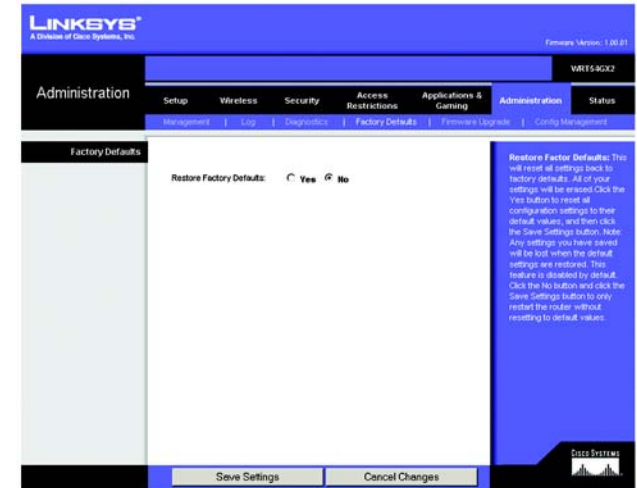 LINKSYS®
A Division of Cisco Systems, Inc.
Firmware Version: 1.00.01
WRT54GX2
Administration
Setup Wireless Security Access Restrictions Applications & Gaming Administration Status
Management | Log | Diagnostics | Factory Defaults | Firmware Upgrade | Config Management
Factory Defaults
Restore Factory Defaults: Yes No
Restore Factor Defaults: This
will reset all settings back to
factory defaults. All of your
settings will be erased.Click the
Yes button to reset all
configuration settings to their
default values, and then click
the Save Settings button. Note:
Any settings you have saved
will be lost when the default
settings are restored. This
feature is disabled by default.
Click the No button and click the
Save Settings button to only
restart the router without
resetting to default values.
CISCO SYSTEMS
Save Settings Cancel Changes